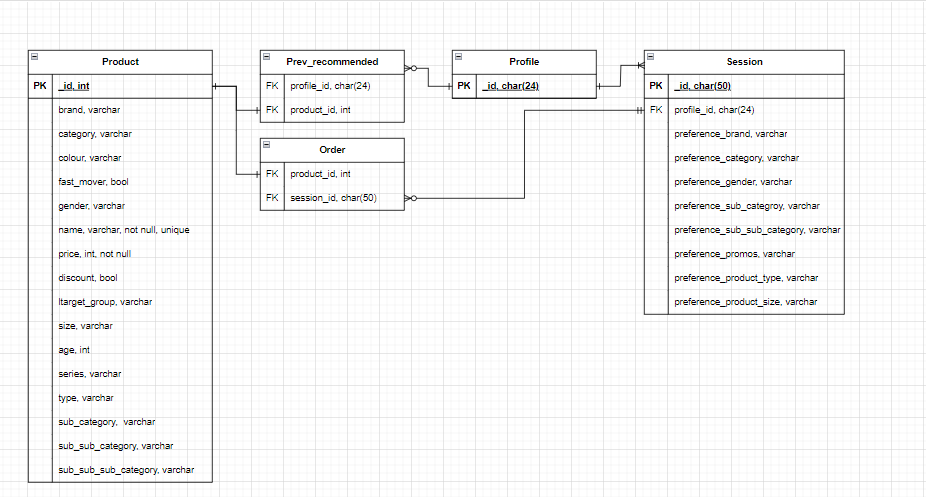 Product
PK _id, int
brand, varchar
category, varchar
colour, varchar
fast_mover, bool
gender, varchar
name, varchar, not null, unique
price, int, not null
discount, bool
ltarget_group, varchar
size, varchar
age, int
series, varchar
type, varchar
sub_category, varchar
sub_sub_category, varchar
sub_sub_sub_category, varchar
Prev_recommended
FK profile_id, char(24)
FK product_id, int
Order
FK product_id, int
FK session_id, char(50)
Profile
PK _id, char(24)
Session
PK _id, char(50)
FK profile_id, char(24)
preference_brand, varchar
preference_category, varchar
preference_gender, varchar
preference_sub_categroy, varchar
preference_sub_sub_category, varchar
preference_promos, varchar
preference_product_type, varchar
preference_product_size, varchar